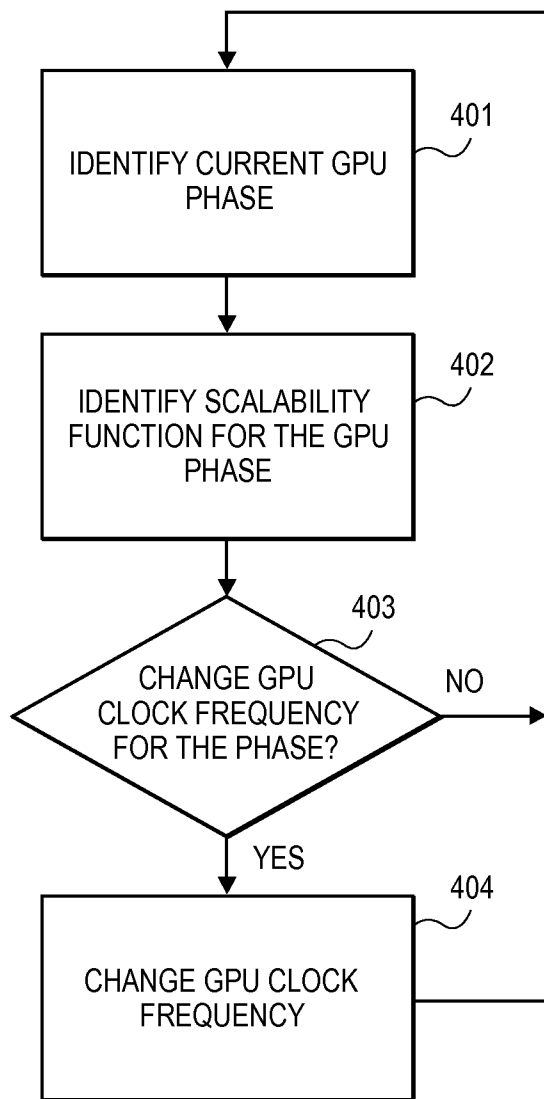 401
IDENTIFY CURRENT GPU
PHASE
402
IDENTIFY SCALABILITY
FUNCTION FOR THE GPU
PHASE
403
CHANGE GPU
CLOCK FREQUENCY
FOR THE PHASE?
NO
YES
404
CHANGE GPU CLOCK
FREQUENCY